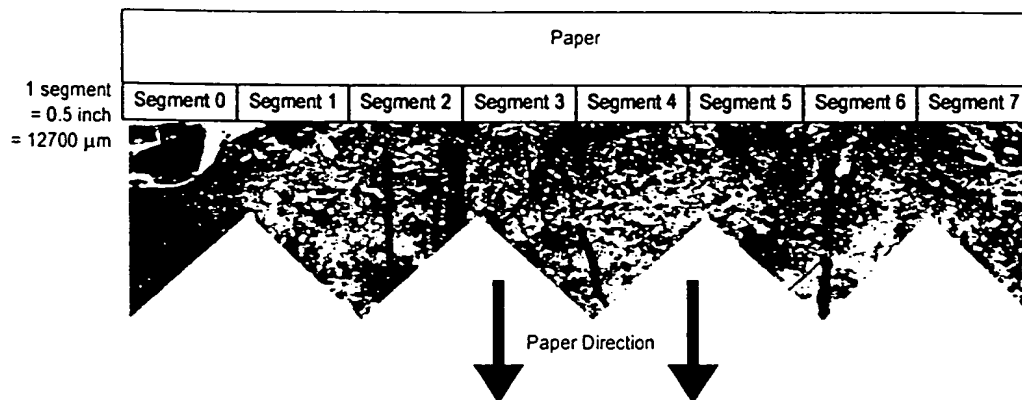 Paper
1 segment
= 0.5 inch
= 12700 µm
Segment 0 Segment 1 Segment 2 Segment 3 Segment 4 Segment 5 Segment 6 Segment 7
Paper Direction